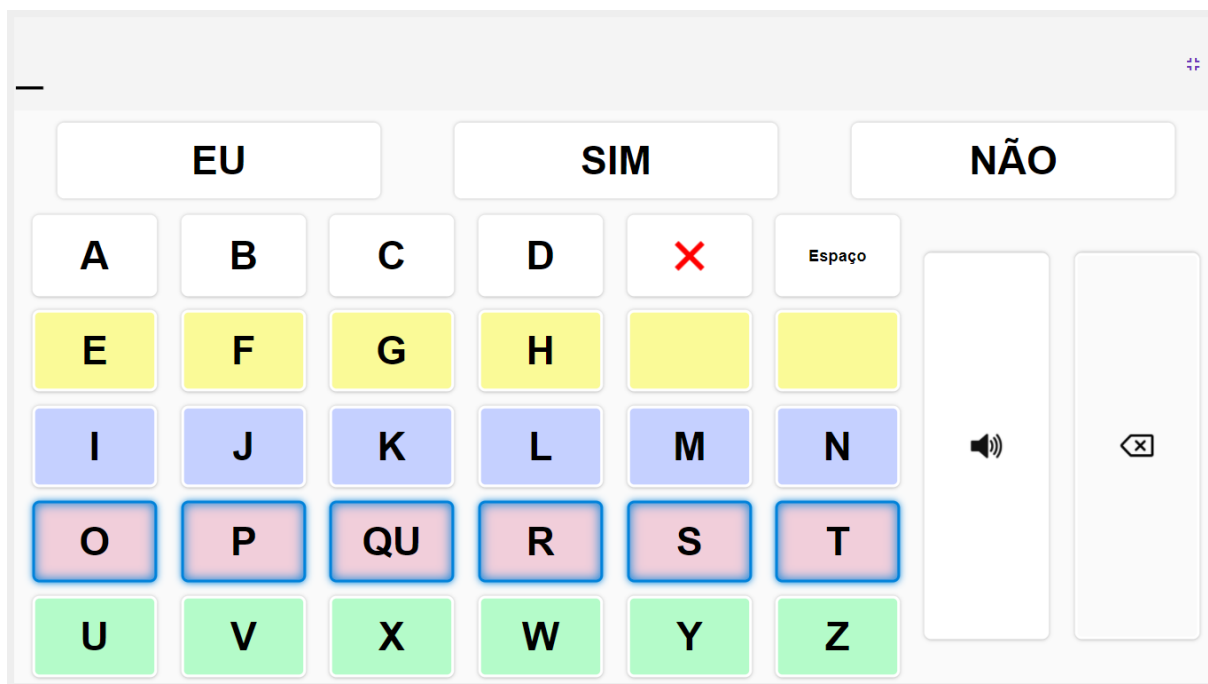 EU SIM NÃO
A B C D Espaço
E F G H
I J K L M N
O P QU R S T
U V X W Y Z